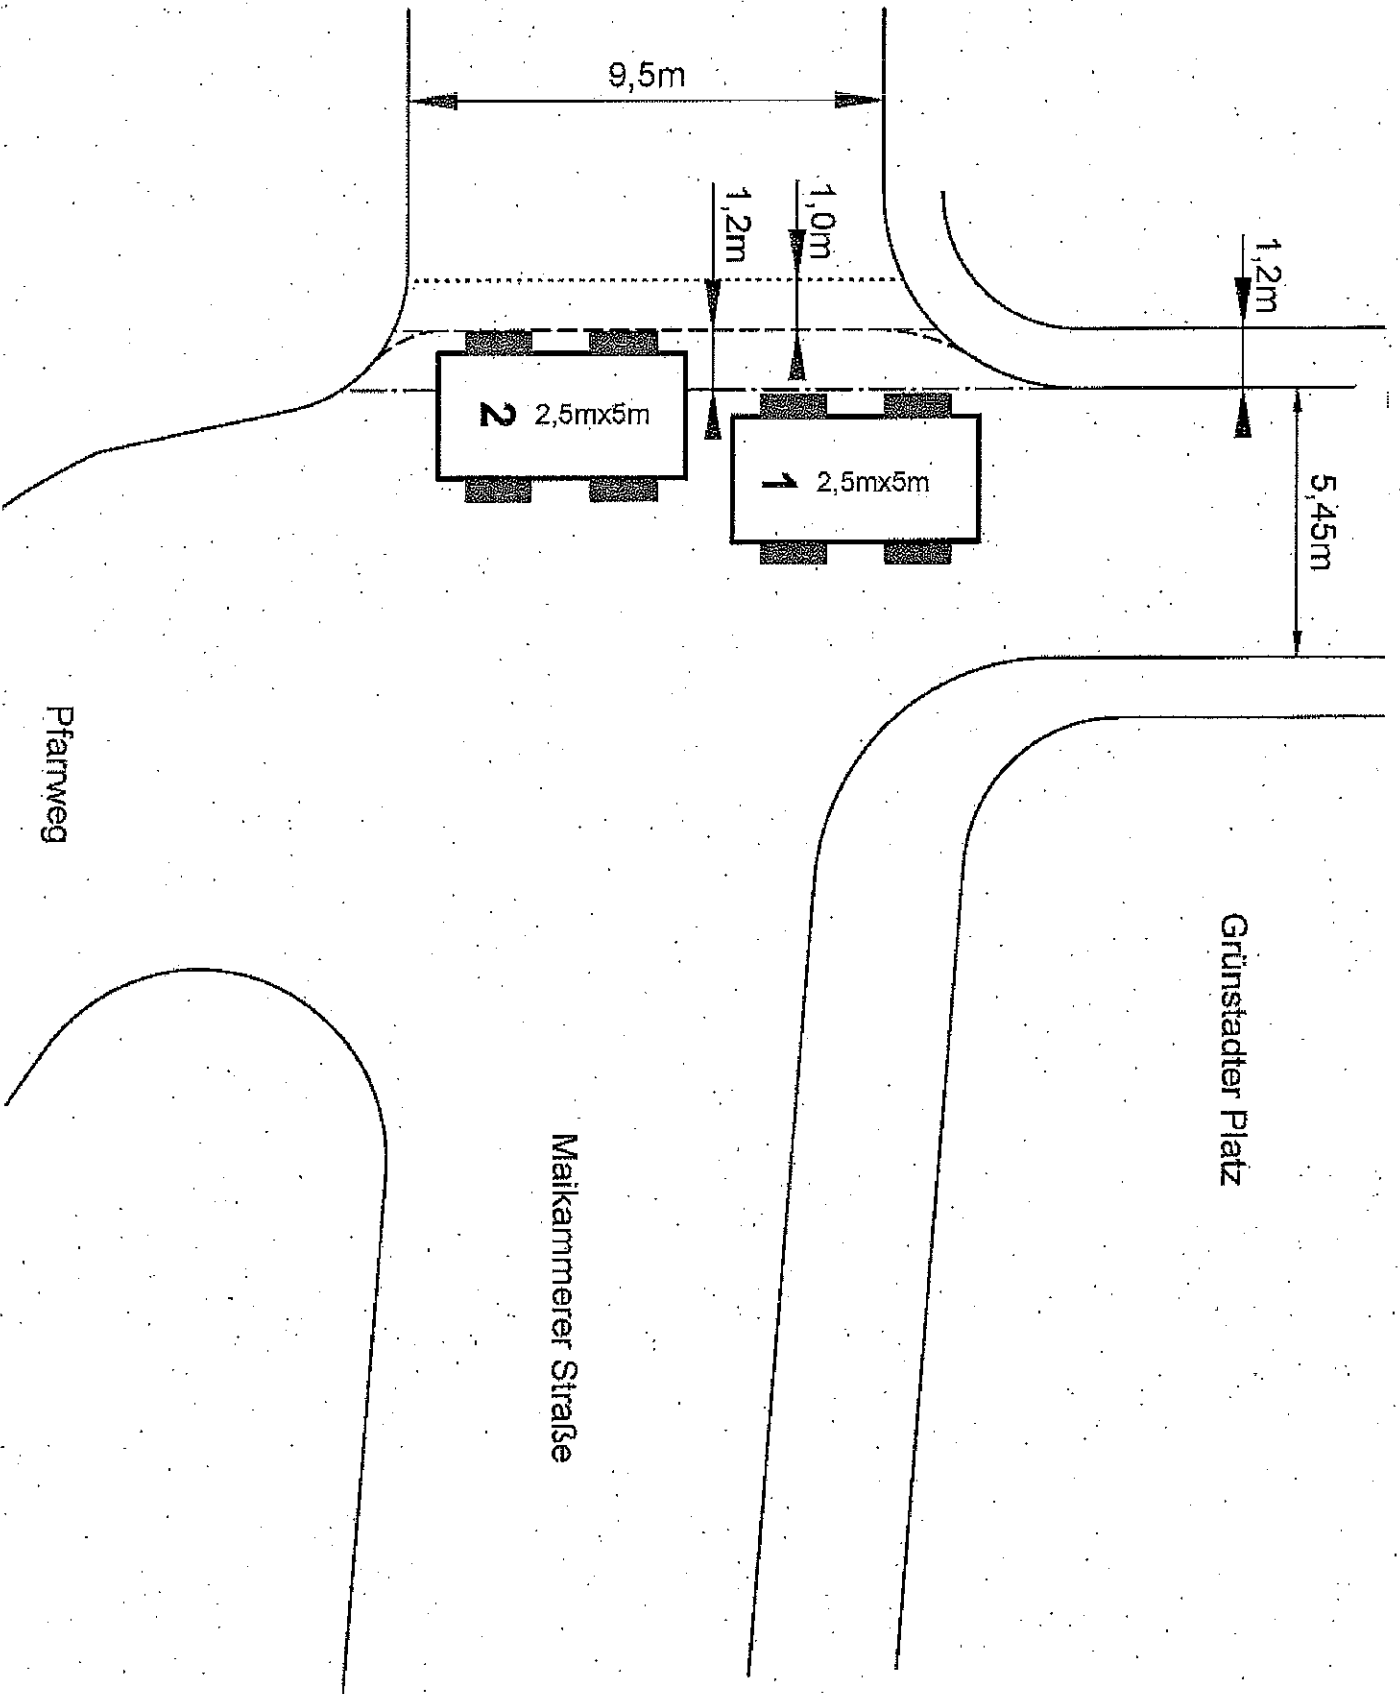 9,5m
1,2m
1,0m
1,2m
5,45m
2 2,5mx5m
1 2,5mx5m
Pfarrweg
Grünstadter Platz
Maikammerer Straße